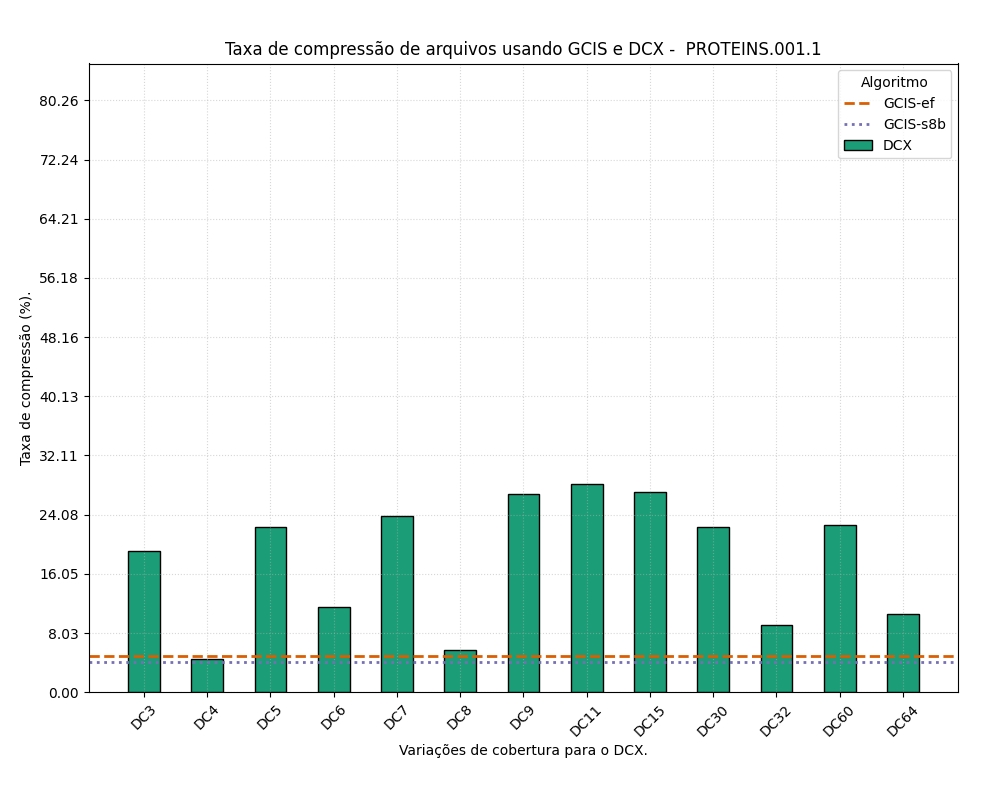 Taxa de compressão de arquivos usando GCIS e DCX -  PROTEINS.001.1
Algoritmo
GCIS-ef
GCIS-s8b
DCX
80.26
72.24
64.21
56.18
48.16
40.13
32.11
24.08
16.05
8.03
0.00
Taxa de compressão (%).
DC3 DC4 DC5 DC6 DC7 DC8 DC9 DC11 DC15 DC30 DC32 DC60 DC64
Variações de cobertura para o DCX.